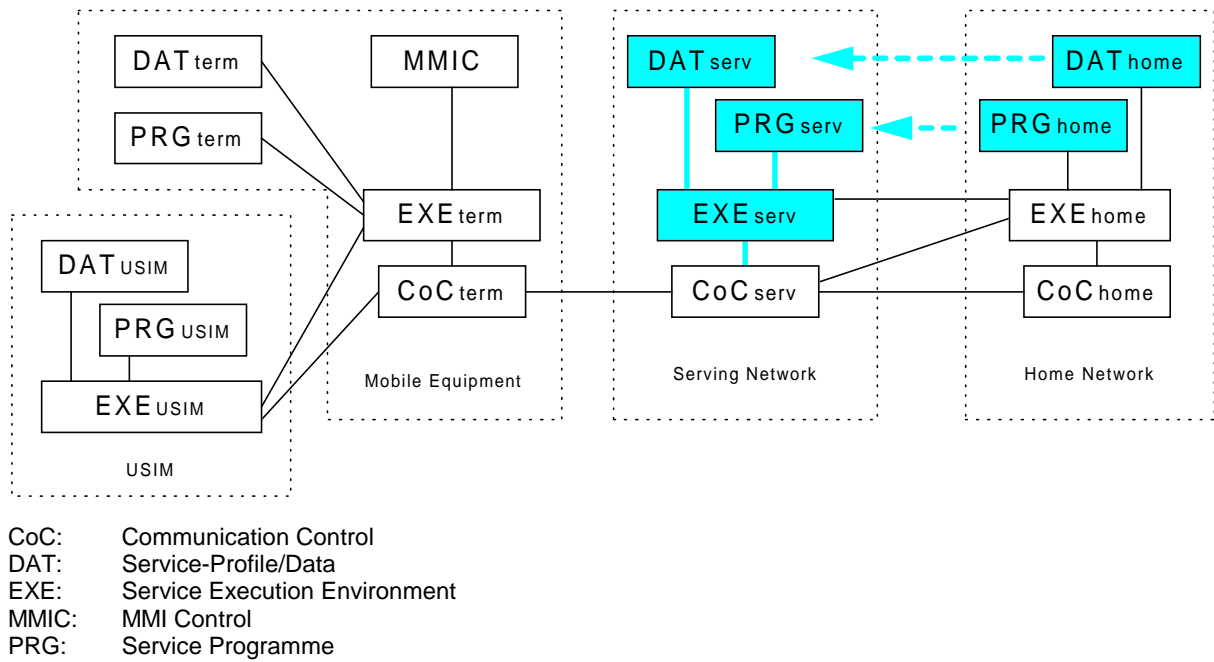 DAT term
MMIC
DAT serv
DAT home
PRG term
PRG serv
PRG home
EXE term
EXE serv
EXE home
DAT USIM
CoC term
CoC serv
CoC home
PRG USIM
Mobile Equipment
Serving Network
Home Network
EXE USIM
USIM
CoC: Communication Control
DAT: Service-Profile/Data
EXE: Service Execution Environment
MMIC: MMI Control
PRG: Service Programme